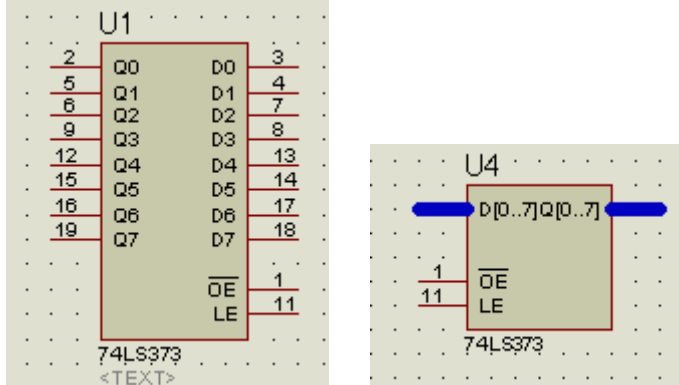 U1
2 Q0 D0 3
5 Q1 D1 4
6 Q2 D2 7
9 Q3 D3 8
12 Q4 D4 13
15 Q5 D5 14
16 Q6 D6 17
19 Q7 D7 18
OE 1
LE 11
74LS373
<TEXT>
U4
D[0..7] Q[0..7]
1 OE
11 LE
74LS373